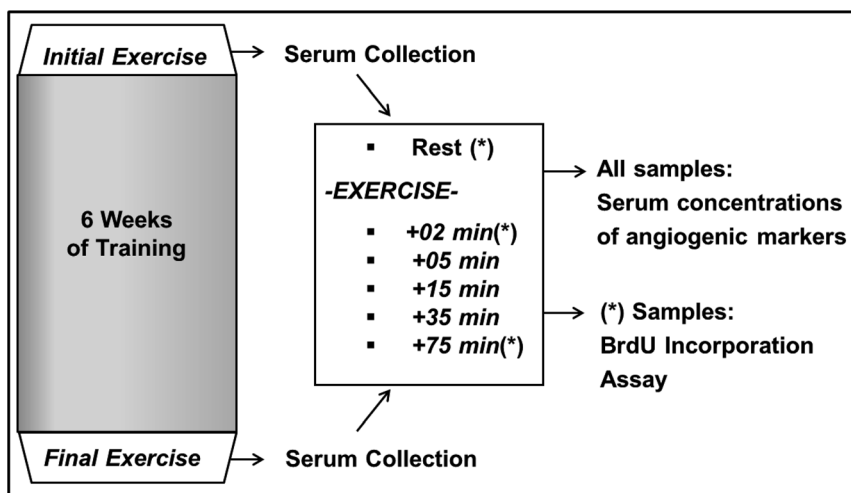 Initial Exercise
Serum Collection
6 Weeks
of Training
▪ Rest (*)
-EXERCISE-
▪ +02 min(*)
▪ +05 min
▪ +15 min
▪ +35 min
▪ +75 min(*)
All samples:
Serum concentrations
of angiogenic markers
(*) Samples:
BrdU Incorporation
Assay
Final Exercise
Serum Collection